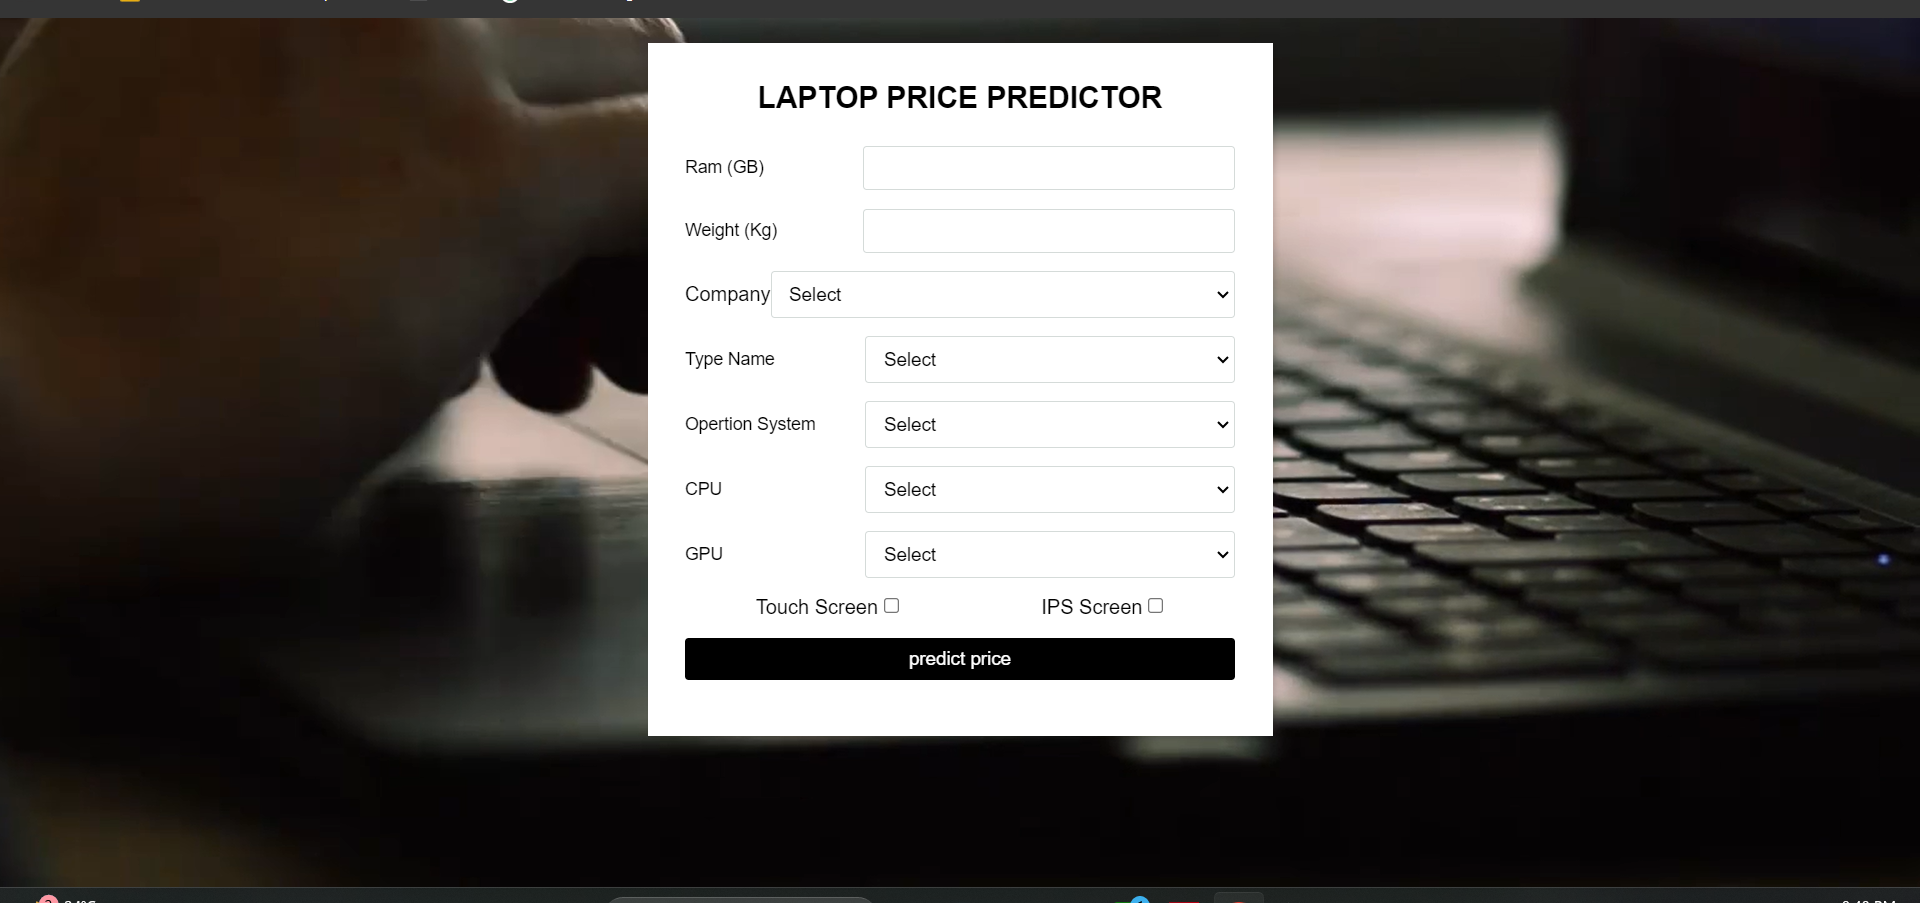 LAPTOP PRICE PREDICTOR
Ram (GB)
Weight (Kg)
Company Select
Type Name Select
Opertion System Select
CPU Select
GPU Select
Touch Screen IPS Screen
predict price